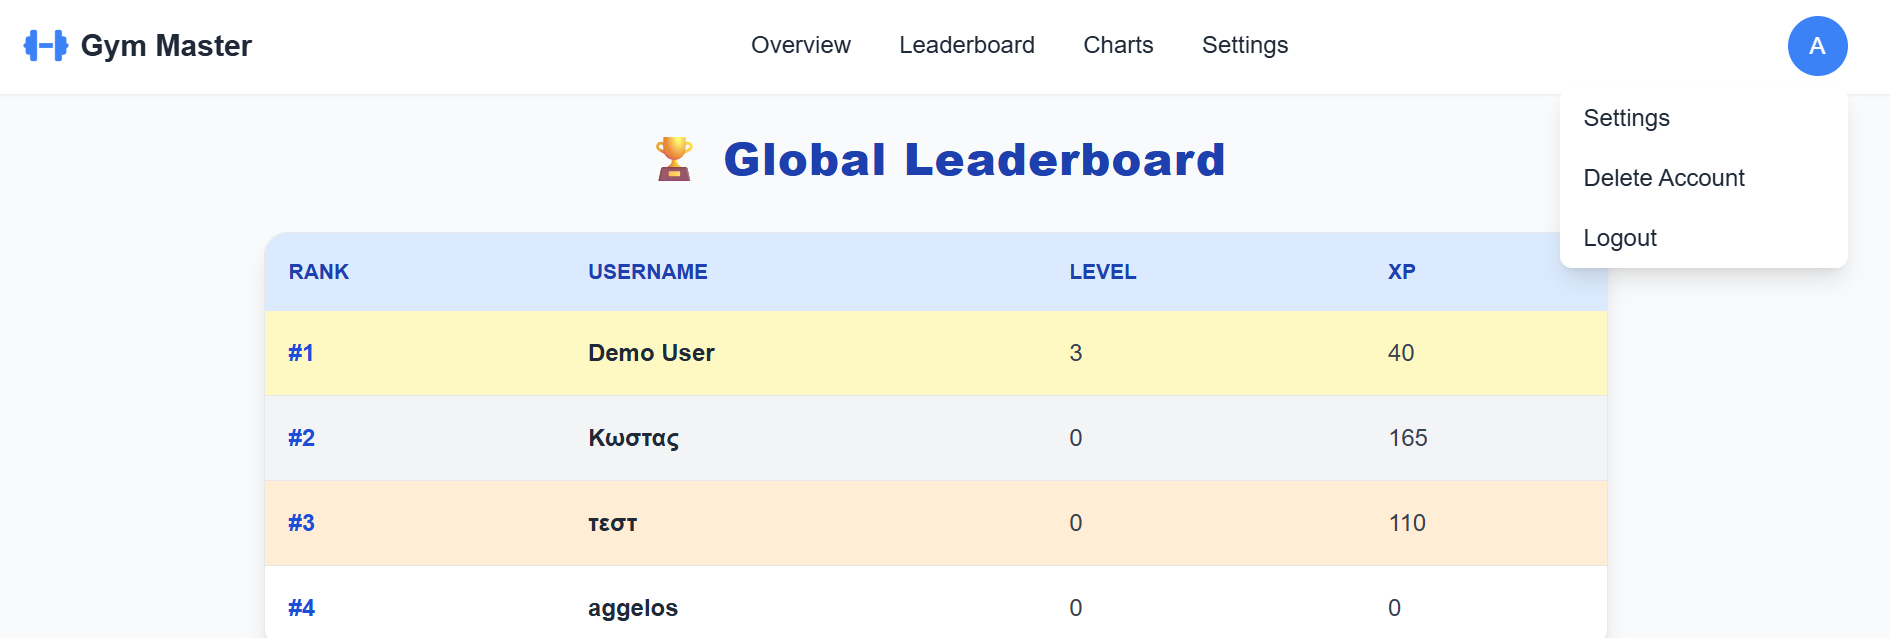 Gym Master
Overview Leaderboard Charts Settings
A
Settings
Delete Account
Logout
Global Leaderboard
RANK USERNAME LEVEL XP
#1 Demo User 3 40
#2 Κωστας 0 165
#3 τεστ 0 110
#4 aggelos 0 0